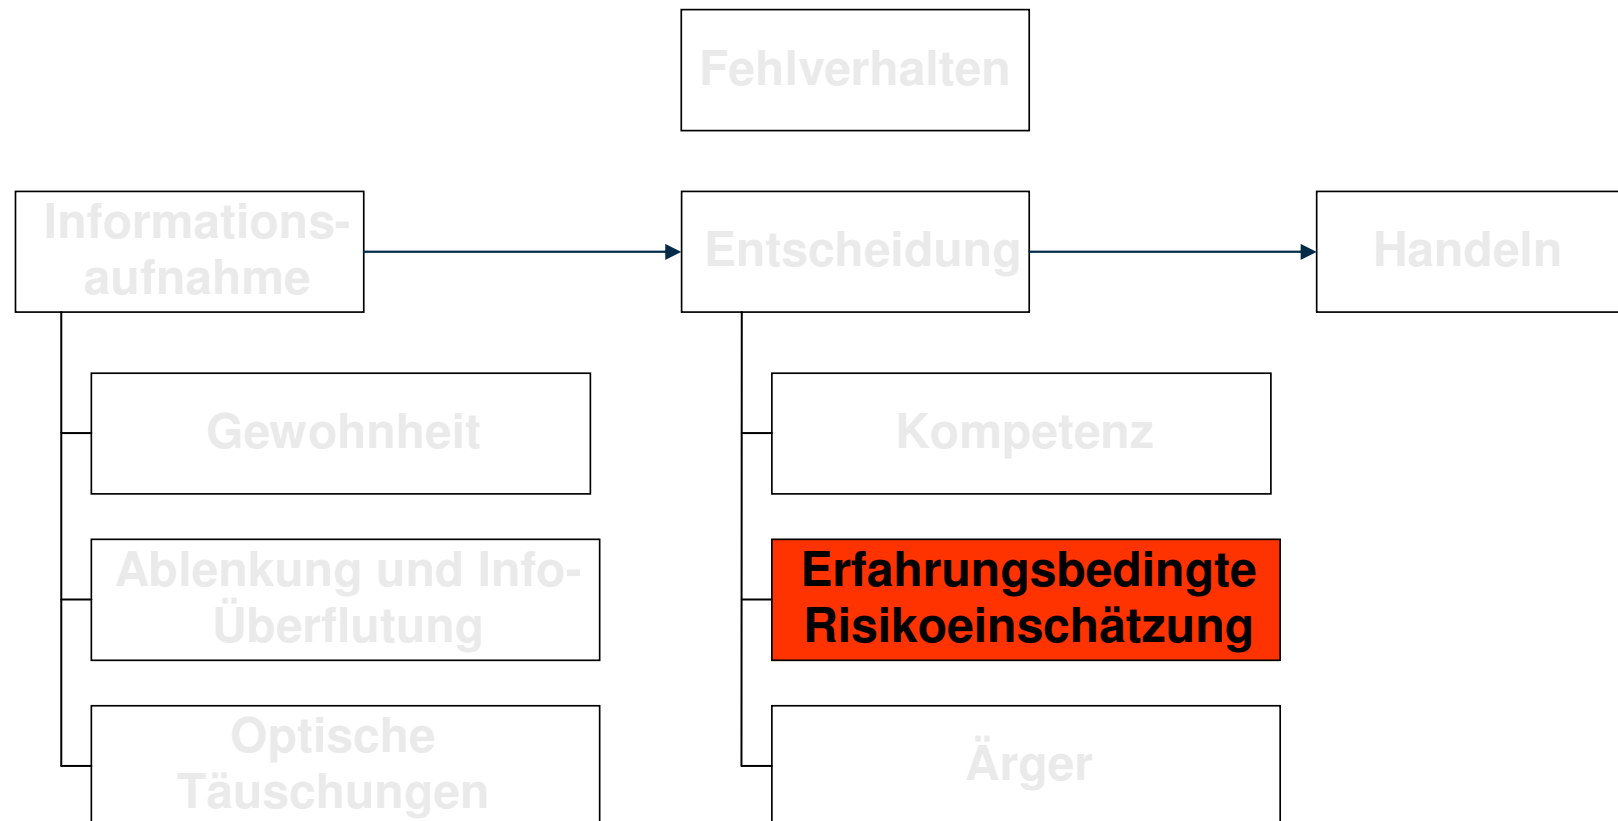 Fehlverhalten
Informations-
aufnahme
Entscheidung
Handeln
Gewohnheit
Kompetenz
Ablenkung und Info-
Überflutung
Erfahrungsbedingte
Risikoeinschätzung
Optische
Täuschungen
Ärger